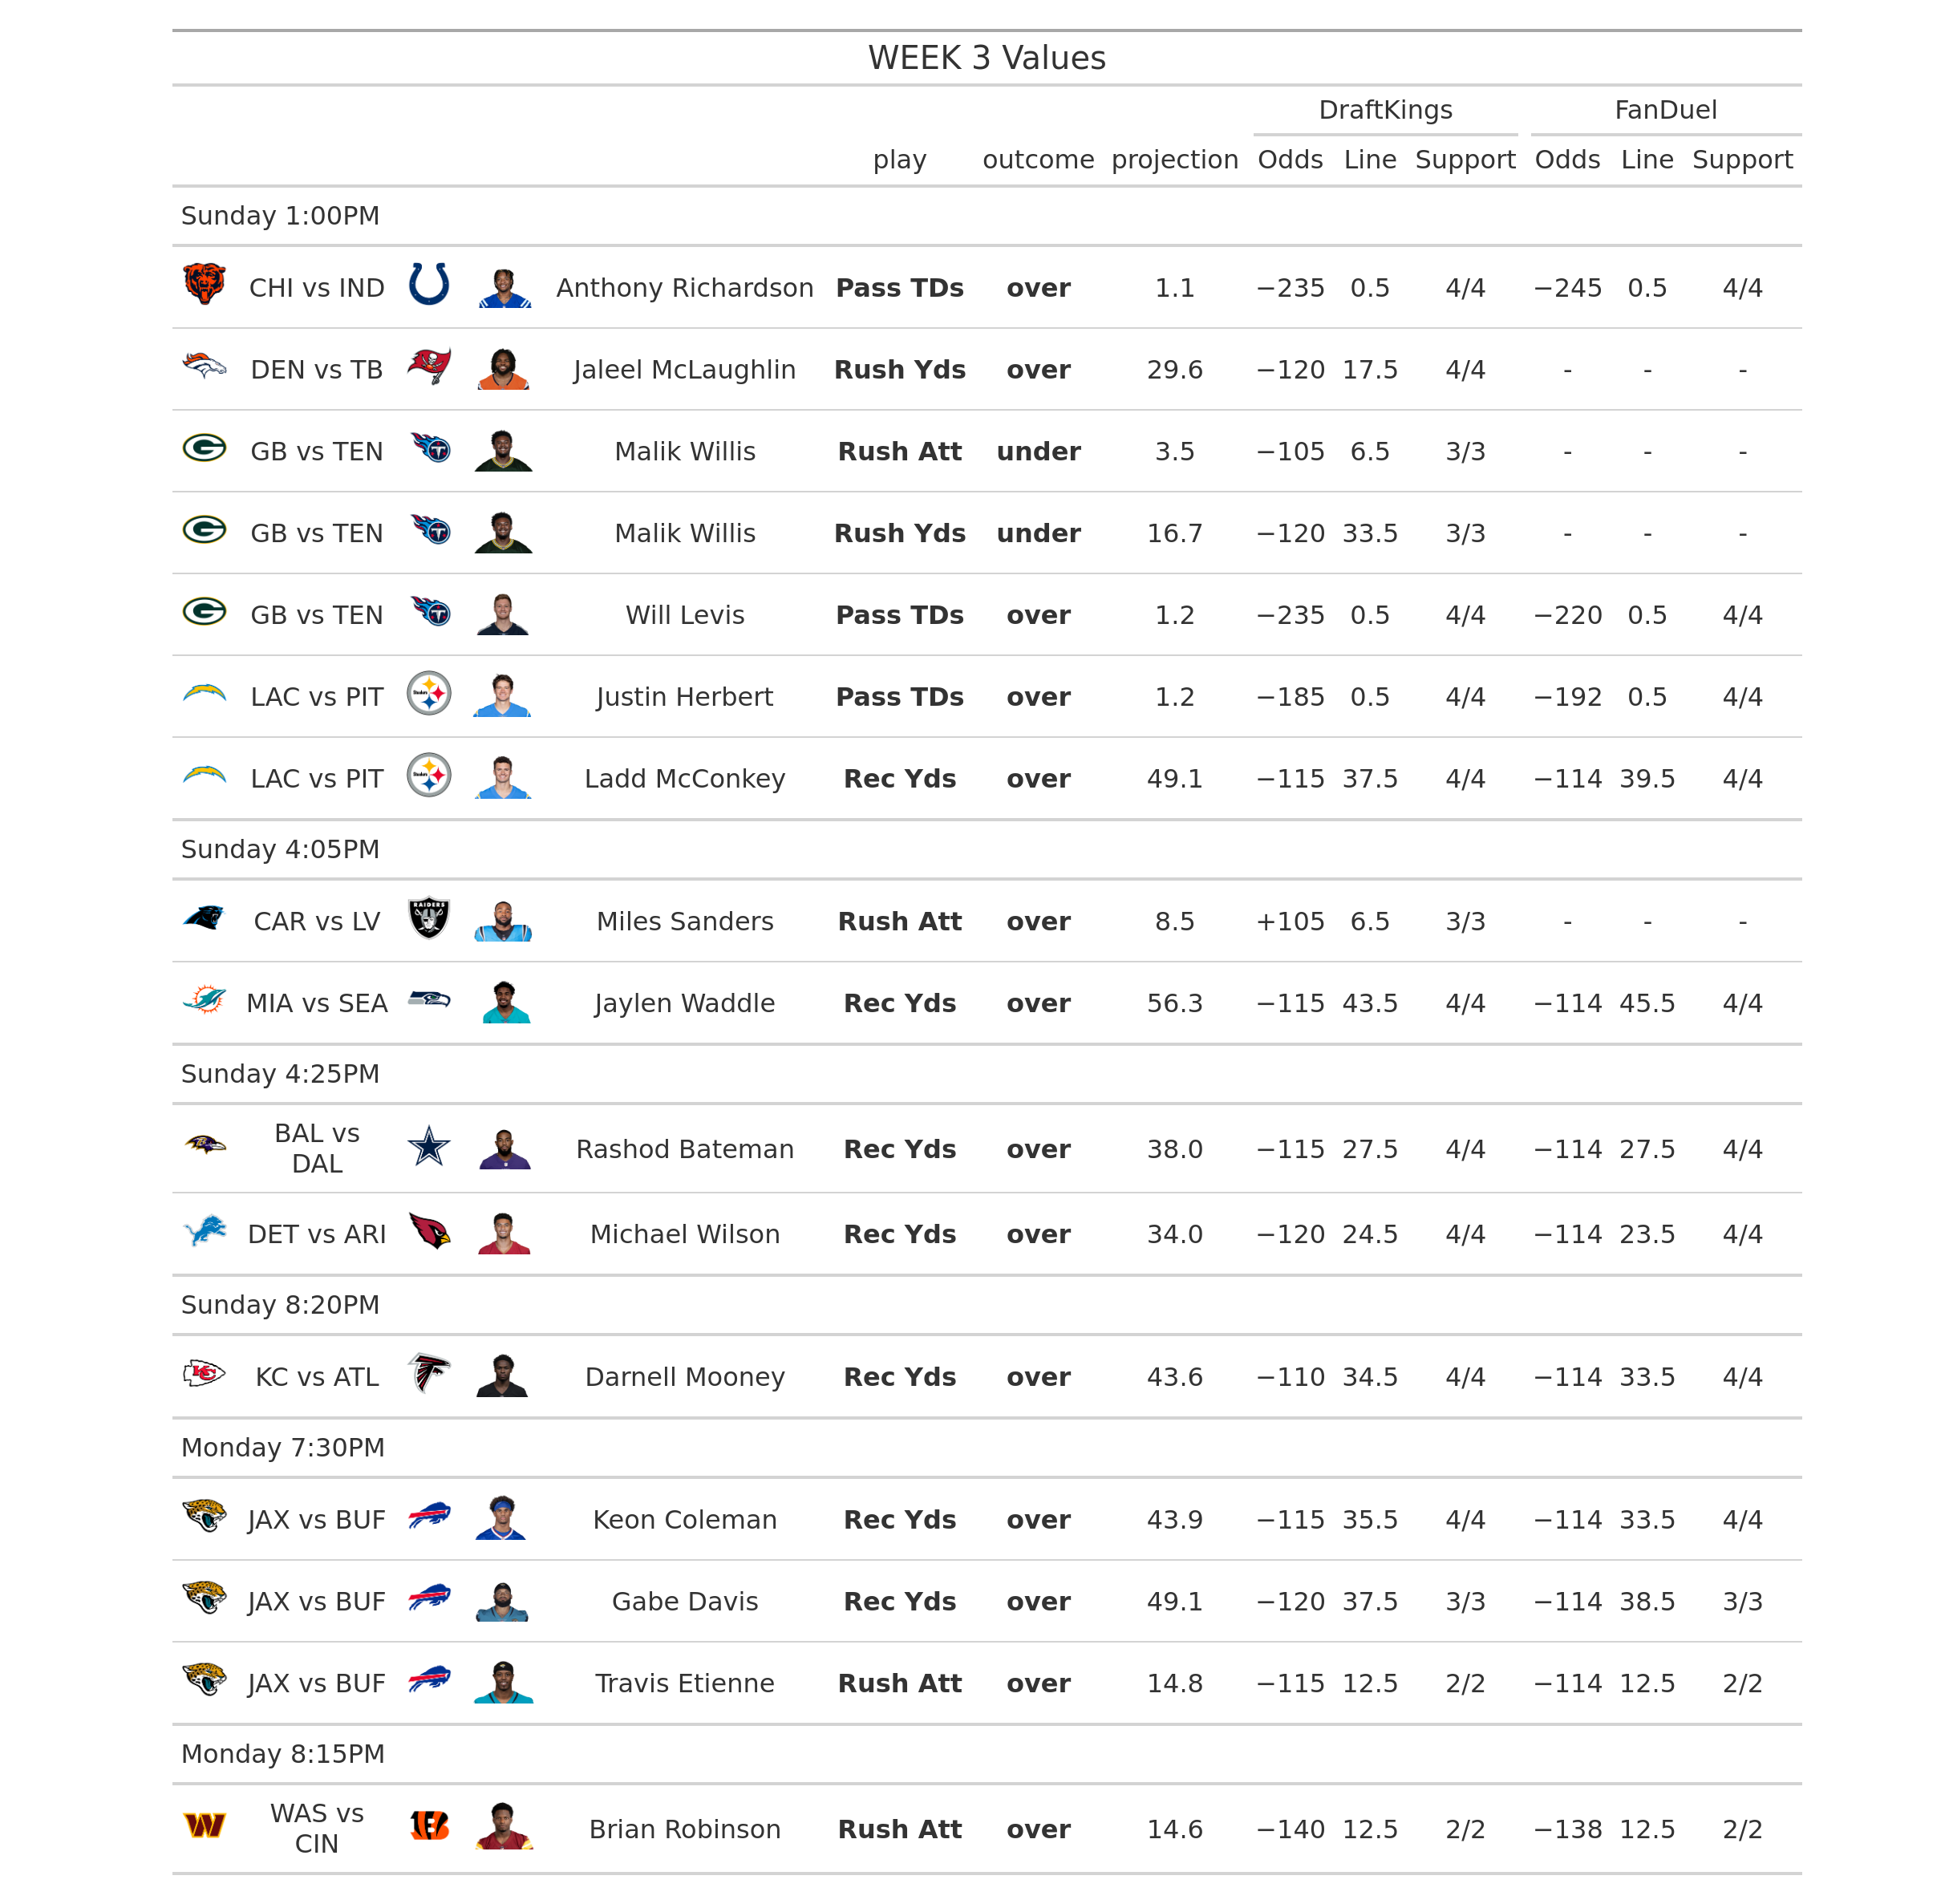 WEEK 3 Values
DraftKings FanDuel
play outcome projection Odds Line Support Odds Line Support
Sunday 1:00PM
CHI vs IND Anthony Richardson Pass TDs over 1.1 −235 0.5 4/4 −245 0.5 4/4
DEN vs TB Jaleel McLaughlin Rush Yds over 29.6 −120 17.5 4/4 - - -
GB vs TEN Malik Willis Rush Att under 3.5 −105 6.5 3/3 - - -
GB vs TEN Malik Willis Rush Yds under 16.7 −120 33.5 3/3 - - -
GB vs TEN Will Levis Pass TDs over 1.2 −235 0.5 4/4 −220 0.5 4/4
LAC vs PIT Justin Herbert Pass TDs over 1.2 −185 0.5 4/4 −192 0.5 4/4
LAC vs PIT Ladd McConkey Rec Yds over 49.1 −115 37.5 4/4 −114 39.5 4/4
Sunday 4:05PM
CAR vs LV RAIDERS Miles Sanders Rush Att over 8.5 +105 6.5 3/3 - - -
MIA vs SEA Jaylen Waddle Rec Yds over 56.3 −115 43.5 4/4 −114 45.5 4/4
Sunday 4:25PM
BAL vs
DAL Rashod Bateman Rec Yds over 38.0 −115 27.5 4/4 −114 27.5 4/4
DET vs ARI Michael Wilson Rec Yds over 34.0 −120 24.5 4/4 −114 23.5 4/4
Sunday 8:20PM
KC vs ATL Darnell Mooney Rec Yds over 43.6 −110 34.5 4/4 −114 33.5 4/4
Monday 7:30PM
JAX vs BUF Keon Coleman Rec Yds over 43.9 −115 35.5 4/4 −114 33.5 4/4
JAX vs BUF Gabe Davis Rec Yds over 49.1 −120 37.5 3/3 −114 38.5 3/3
JAX vs BUF Travis Etienne Rush Att over 14.8 −115 12.5 2/2 −114 12.5 2/2
Monday 8:15PM
WAS vs
CIN Brian Robinson Rush Att over 14.6 −140 12.5 2/2 −138 12.5 2/2